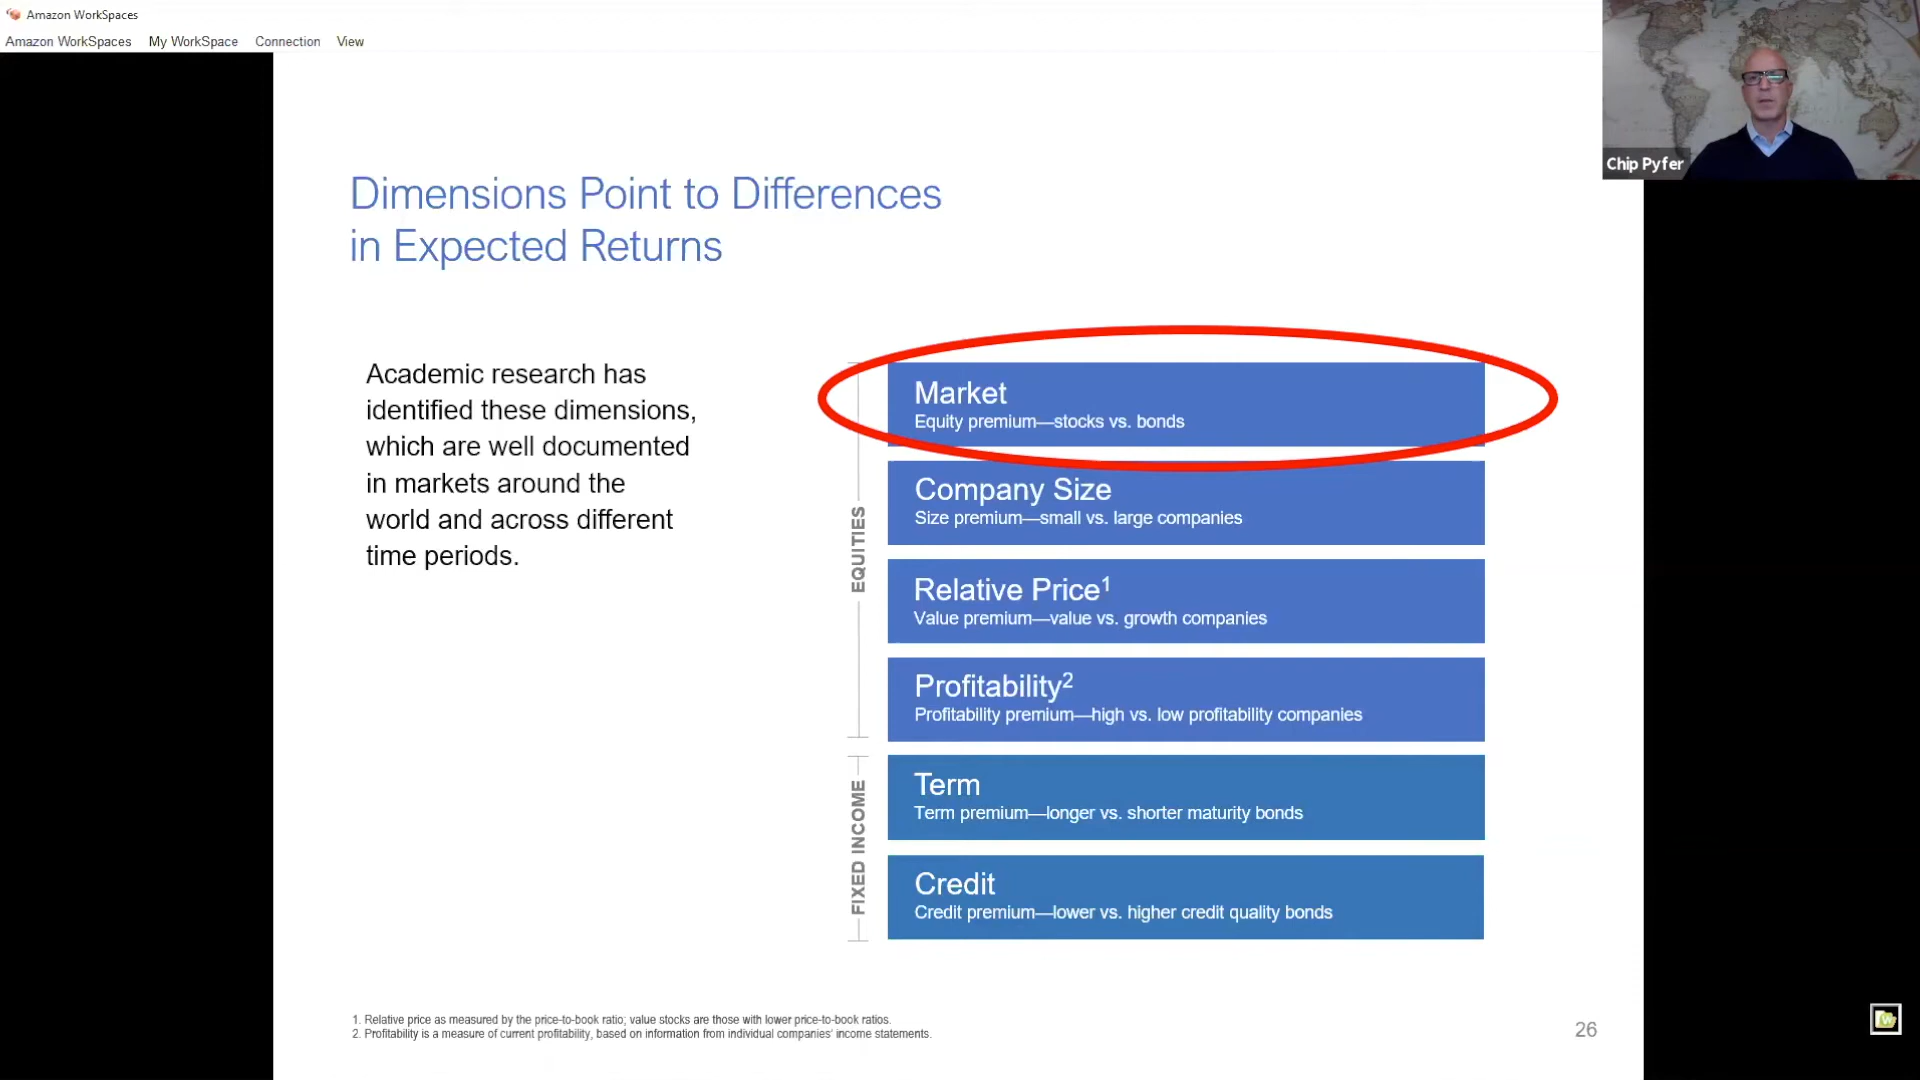 Amazon WorkSpaces
Amazon WorkSpaces My WorkSpace Connection View
Chip Pyfer
Dimensions Point to Differences
in Expected Returns
Academic research has
identified these dimensions,
which are well documented
in markets around the
world and across different
time periods.
EQUITIES
Market
Equity premium—stocks vs. bonds
Company Size
Size premium—small vs. large companies
Relative Price¹
Value premium—value vs. growth companies
Profitability²
Profitability premium—high vs. low profitability companies
FIXED INCOME
Term
Term premium—longer vs. shorter maturity bonds
Credit
Credit premium—lower vs. higher credit quality bonds
1. Relative price as measured by the price-to-book ratio; value stocks are those with lower price-to-book ratios.
2. Profitability is a measure of current profitability, based on information from individual companies' income statements.
26